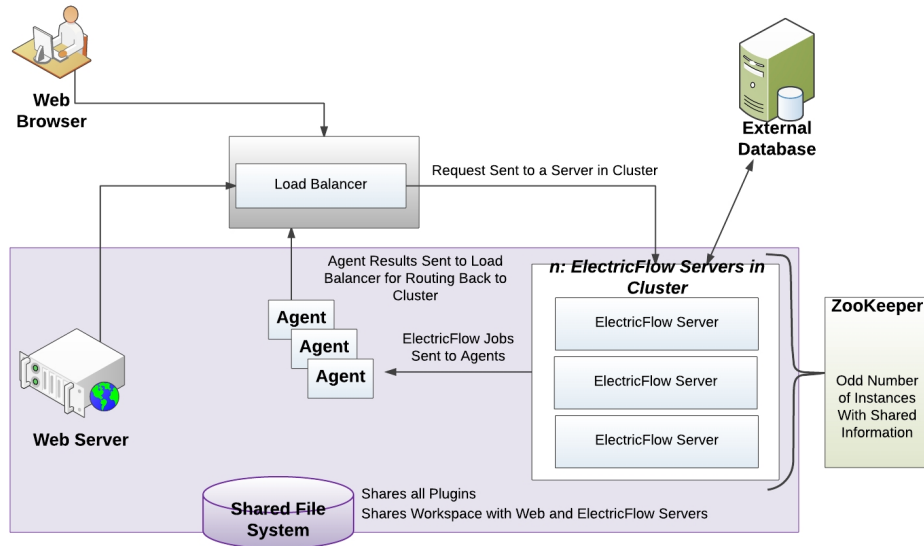 Web
Browser
External
Database
Load Balancer
Request Sent to a Server in Cluster
Agent Results Sent to Load
Balancer for Routing Back to
Cluster
n: ElectricFlow Servers in
Cluster
ElectricFlow Server
ElectricFlow Server
ElectricFlow Server
Agent
Agent
Agent
ElectricFlow Jobs
Sent to Agents
ZooKeeper
Odd Number
of Instances
With Shared
Information
Web Server
Shared File
System
Shares all Plugins
Shares Workspace with Web and ElectricFlow Servers